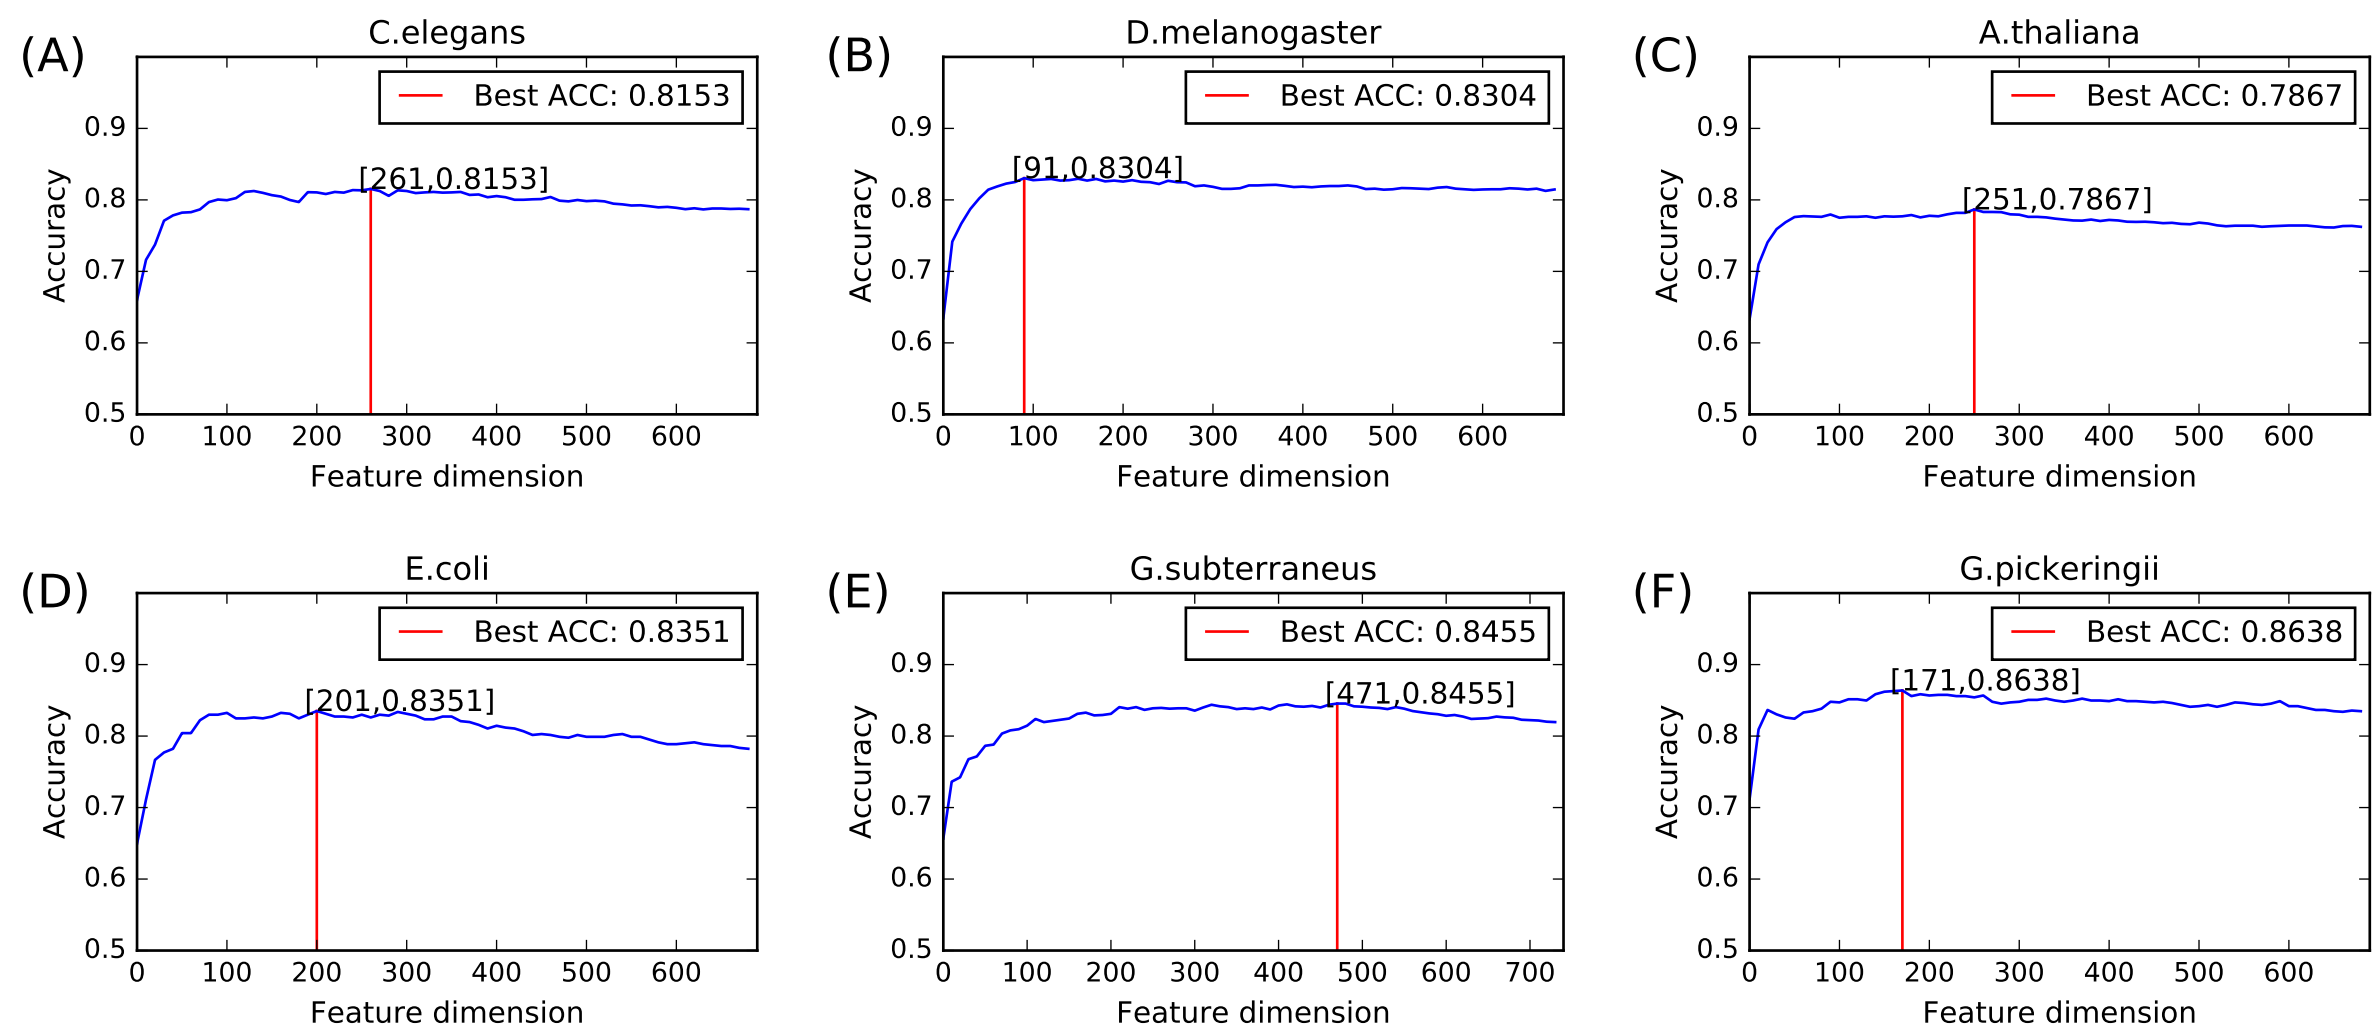 (A)
C.elegans
Best ACC: 0.8153
[261,0.8153]
Accuracy
0.9
0.8
0.7
0.6
0.5
0 100 200 300 400 500 600
Feature dimension
(B)
D.melanogaster
Best ACC: 0.8304
[91,0.8304]
Accuracy
0.9
0.8
0.7
0.6
0.5
0 100 200 300 400 500 600
Feature dimension
(C)
A.thaliana
Best ACC: 0.7867
[251,0.7867]
Accuracy
0.9
0.8
0.7
0.6
0.5
0 100 200 300 400 500 600
Feature dimension
(D)
E.coli
Best ACC: 0.8351
[201,0.8351]
Accuracy
0.9
0.8
0.7
0.6
0.5
0 100 200 300 400 500 600
Feature dimension
(E)
G.subterraneus
Best ACC: 0.8455
[471,0.8455]
Accuracy
0.9
0.8
0.7
0.6
0.5
0 100 200 300 400 500 600 700
Feature dimension
(F)
G.pickeringii
Best ACC: 0.8638
[171,0.8638]
Accuracy
0.9
0.8
0.7
0.6
0.5
0 100 200 300 400 500 600
Feature dimension